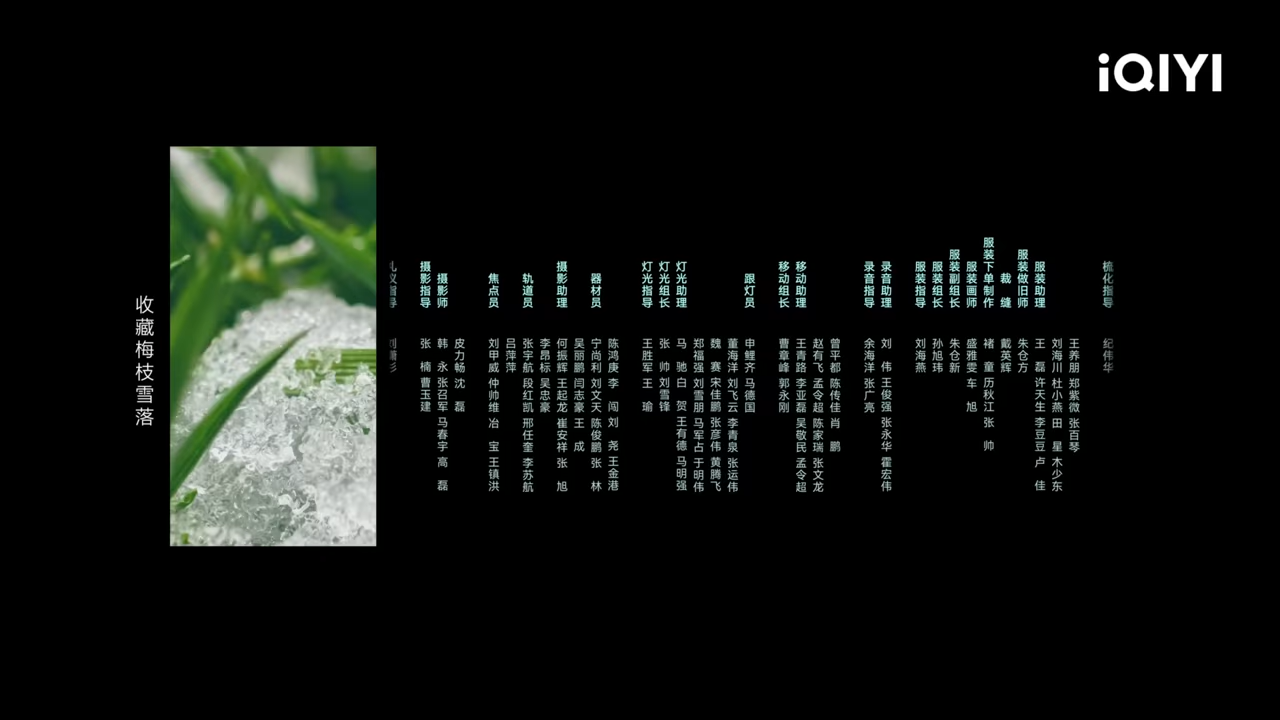 iQIYI
收藏梅枝雪落
摄影指导
张 楠 曹玉建
摄影师
韩 永 张召军 马春宇 高 磊
皮力畅 沈 磊
焦点员
刘甲威 仲帅维 冶 宝 王镇洪
吕萍萍
轨道员
张宇航 段红凯 邢任奎 李苏航
李昂标 吴忠豪
摄影助理
何振辉 王起龙 崔安祥 张 旭
吴丽鹏 闫志豪 王 成
器材员
宁尚利 刘文天 陈俊鹏 张 林
陈鸿庚 李 闯 刘 尧 王金港
灯光指导
王胜军 王 瑜
灯光组长
张 帅 刘雪锋
灯光助理
马 驰 白 贺 王有德 马明强
郑福强 刘雪朋 马军占 于明伟
魏 赛 宋佳鹏 张彦伟 黄腾飞
董海洋 刘飞云 李青泉 张运伟
跟灯员
申鲤齐 马德国
移动组长
曹章峰 郭永刚
移动助理
王青路 李亚磊 吴敬民 孟令超
赵有飞 孟令超 陈家瑞 张文龙
曾平都 陈传佳 肖 鹏
录音指导
余海洋 张广亮
录音助理
刘 伟 王俊强 张永华 霍宏伟
服装指导
刘海燕
服装组长
孙旭玮
服装副组长
朱仓新
服装画师
盛雅雯 车 旭
服装下单制作
褚 童 历秋江 张 帅
裁 缝
戴英辉
服装做旧师
朱仓方
服装助理
王 磊 许天生 李豆豆 卢 佳
刘海川 杜小燕 田 星 木少东
王养朋 郑紫微 张百琴
梳化指导
纪伟华